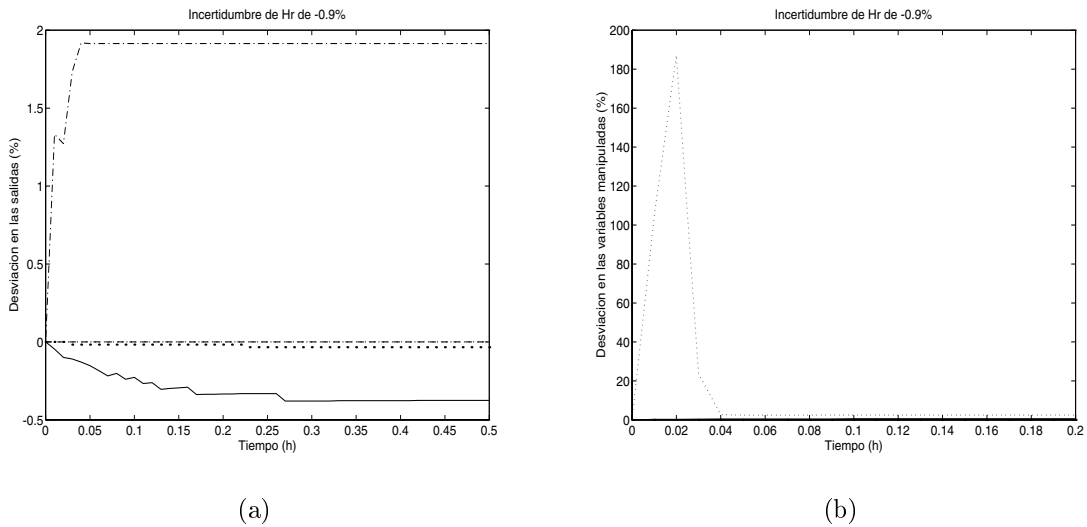 Incertidumbre de Hr de -0.9%
2
1.5
1
0.5
0
-0.5
Desviacion en las salidas (%)
0 0.05 0.1 0.15 0.2 0.25 0.3 0.35 0.4 0.45 0.5
Tiempo (h)
(a)
Incertidumbre de Hr de -0.9%
200
180
160
140
120
100
80
60
40
20
0
Desviacion en las variables manipuladas (%)
0 0.02 0.04 0.06 0.08 0.1 0.12 0.14 0.16 0.18 0.2
Tiempo (h)
(b)